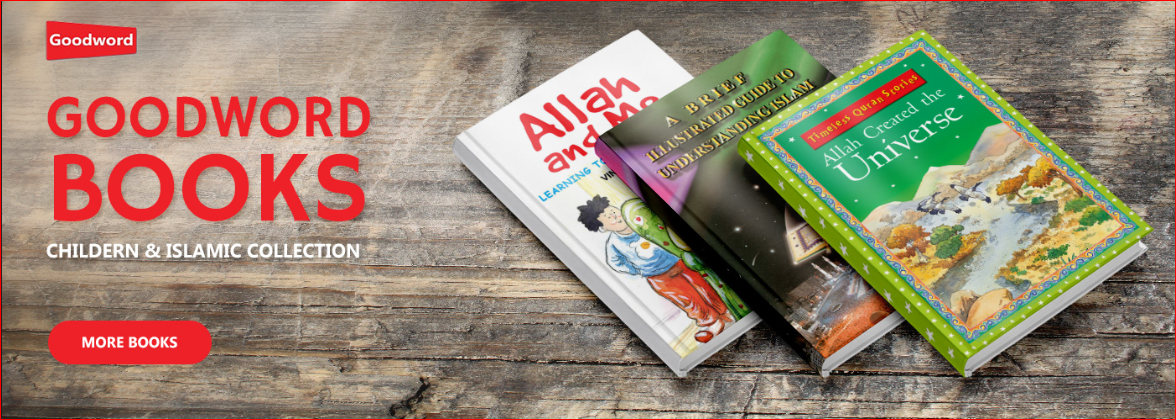 Goodword
GOODWORD
BOOKS
CHILDERN & ISLAMIC COLLECTION
MORE BOOKS
Allah
and Me
LEARNING
A BRIEF
ILLUSTRATED GUIDE TO
UNDERSTANDING ISLAM
Timeless Quran Stories
Allah Created the
Universe